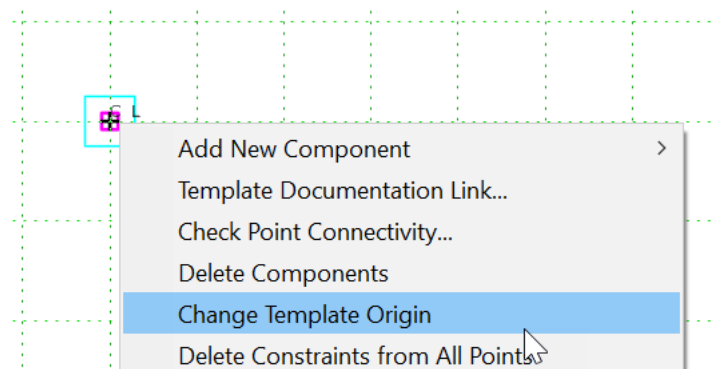 L
Add New Component
Template Documentation Link...
Check Point Connectivity...
Delete Components
Change Template Origin
Delete Constraints from All Points